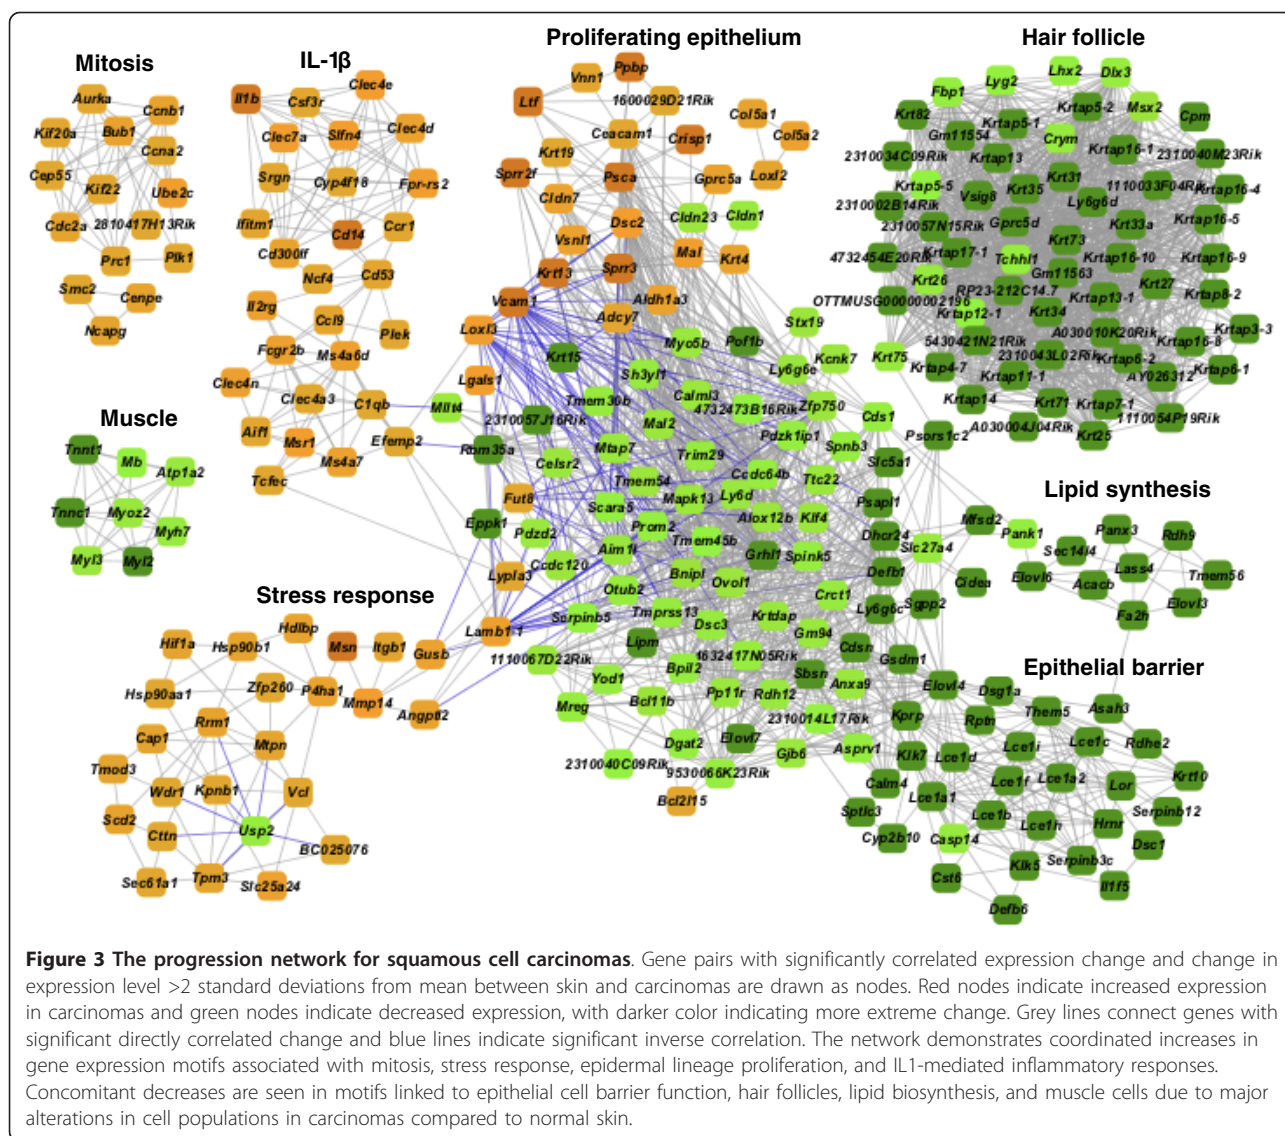 Mitosis
Aurka
Ccnb1
Kif20a
Bub1
Ccna2
Cep55
Kif22
Ube2c
Cdc2a
2810417H13Rik
Prc1
Plk1
Smc2
Cenpe
Ncapg
IL-1β
Il1b
Csf3r
Clec4e
Clec7a
Slfn4
Clec4d
Srgn
Cyp4f18
Fpr-rs2
Ifitm1
Cd14
Ccr1
Cd300lf
Ncf4
Cd53
Il2rg
Ccl9
Plek
Fcgr2b
Ms4a6d
Clec4n
Clec4a3
C1qb
Aif1
Msr1
Efemp2
Ms4a7
Tcfec
Muscle
Tnnt1
Mb
Atp1a2
Tnnc1
Myoz2
Myh7
Myl3
Myl2
Stress response
Hif1a
Hsp90b1
Hdlbp
Msn
Itgb1
Gusb
Hsp90aa1
Zfp260
P4ha1
Mmp14
Angptl2
Rrm1
Cap1
Mtpn
Tmod3
Wdr1
Kpnb1
Vcl
Scd2
Cttn
Usp2
BC025076
Sec61a1
Tpm3
Slc25a24
Proliferating epithelium
Vnn1
Ppbp
Ltf
1600029D21Rik
Col5a1
Ceacam1
Crisp1
Col5a2
Krt19
Sprr2f
Psca
Gprc5a
Loxl2
Cldn7
Cldn23
Cldn1
Dsc2
Vsnl1
Mal
Krt4
Krt13
Sprr3
Vcam1
Aldh1a3
Adcy7
Loxl3
Stx19
Myo5b
Pof1b
Krt15
Kcnk7
Lgals1
Sh3yl1
Ly6g6e
Mllt4
Tmem30b
Calml3
2310057J16Rik
4732473B16Rik
Zfp750
Cds1
Mal2
Rbm35a
Mtap7
Pdzk1ip1
Spnb3
Celsr2
Trim29
Slc5a1
Psors1c2
Tmem54
Ccdc64b
Ttc22
Fut8
Scara5
Mapk13
Ly6d
Psapl1
Eppk1
Pdzd2
Prom2
Alox12b
Klf4
Dhcr24
Aim1l
Tmem45b
Slc27a4
Ccdc120
Grhl1
Spink5
Lypla3
Bnipl
Ovol1
Defb1
Otub2
Crct1
Serpinb5
Tmprss13
Krtdap
Ly6g6c
Sgpp2
Lamb1-1
Dsc3
Gm94
Lipm
Cdsn
Gsdm1
1110067D22Rik
4632417N05Rik
Bpil2
Sbsn
Yod1
Anxa9
Pp11r
Rdh12
Mreg
Bcl11b
2310014L17Rik
Dgat2
Elovl7
Gjb6
Asprv1
2310040C09Rik
9530066K23Rik
Bcl2l15
Hair follicle
Lyg2
Lhx2
Dlx3
Fbp1
Krtap5-2
Msx2
Krt82
Krtap5-1
Cpm
Gm11554
Crym
2310034C09Rik
Krtap13
Krtap16-1
2310040M23Rik
Krt31
Krtap5-5
Krt35
1110033F04Rik
Krtap16-4
Vsig8
Ly6g6d
2310002B14Rik
Gprc5d
Krt33a
Krtap16-5
2310057N15Rik
Krt73
4732454E20Rik
Krtap17-1
Tchhl1
Krtap16-10
Krtap16-9
Gm11563
Krt26
RP23-212C14.7
Krt27
OTTMUSG00000002196
Krtap13-1
Krtap8-2
Krtap12-1
Krt34
5430421N21Rik
A030010K20Rik
Krtap3-3
Krtap16-8
Krt75
2310043L02Rik
Krtap6-2
Krtap4-7
Krtap11-1
AY026312
Krtap6-1
Krtap14
Krt71
Krtap7-1
1110054P19Rik
A030004J04Rik
Krt25
Lipid synthesis
Mfsd2
Pank1
Panx3
Sec14l4
Rdh9
Lass4
Elovl6
Acacb
Tmem56
Cidea
Elovl3
Fa2h
Epithelial barrier
Elovl4
Dsg1a
Asah3
Them5
Kprp
Rptn
Rdhe2
Lce1i
Lce1c
Klk7
Lce1d
Krt10
Lce1f
Lce1a2
Lor
Calm4
Lce1a1
Serpinb12
Sptlc3
Lce1b
Lce1h
Hrnr
Cyp2b10
Casp14
Dsc1
Klk5
Serpinb3c
Cst6
Il1f5
Defb6
Figure 3 The progression network for squamous cell carcinomas. Gene pairs with significantly correlated expression change and change in
expression level >2 standard deviations from mean between skin and carcinomas are drawn as nodes. Red nodes indicate increased expression
in carcinomas and green nodes indicate decreased expression, with darker color indicating more extreme change. Grey lines connect genes with
significant directly correlated change and blue lines indicate significant inverse correlation. The network demonstrates coordinated increases in
gene expression motifs associated with mitosis, stress response, epidermal lineage proliferation, and IL1-mediated inflammatory responses.
Concomitant decreases are seen in motifs linked to epithelial cell barrier function, hair follicles, lipid biosynthesis, and muscle cells due to major
alterations in cell populations in carcinomas compared to normal skin.